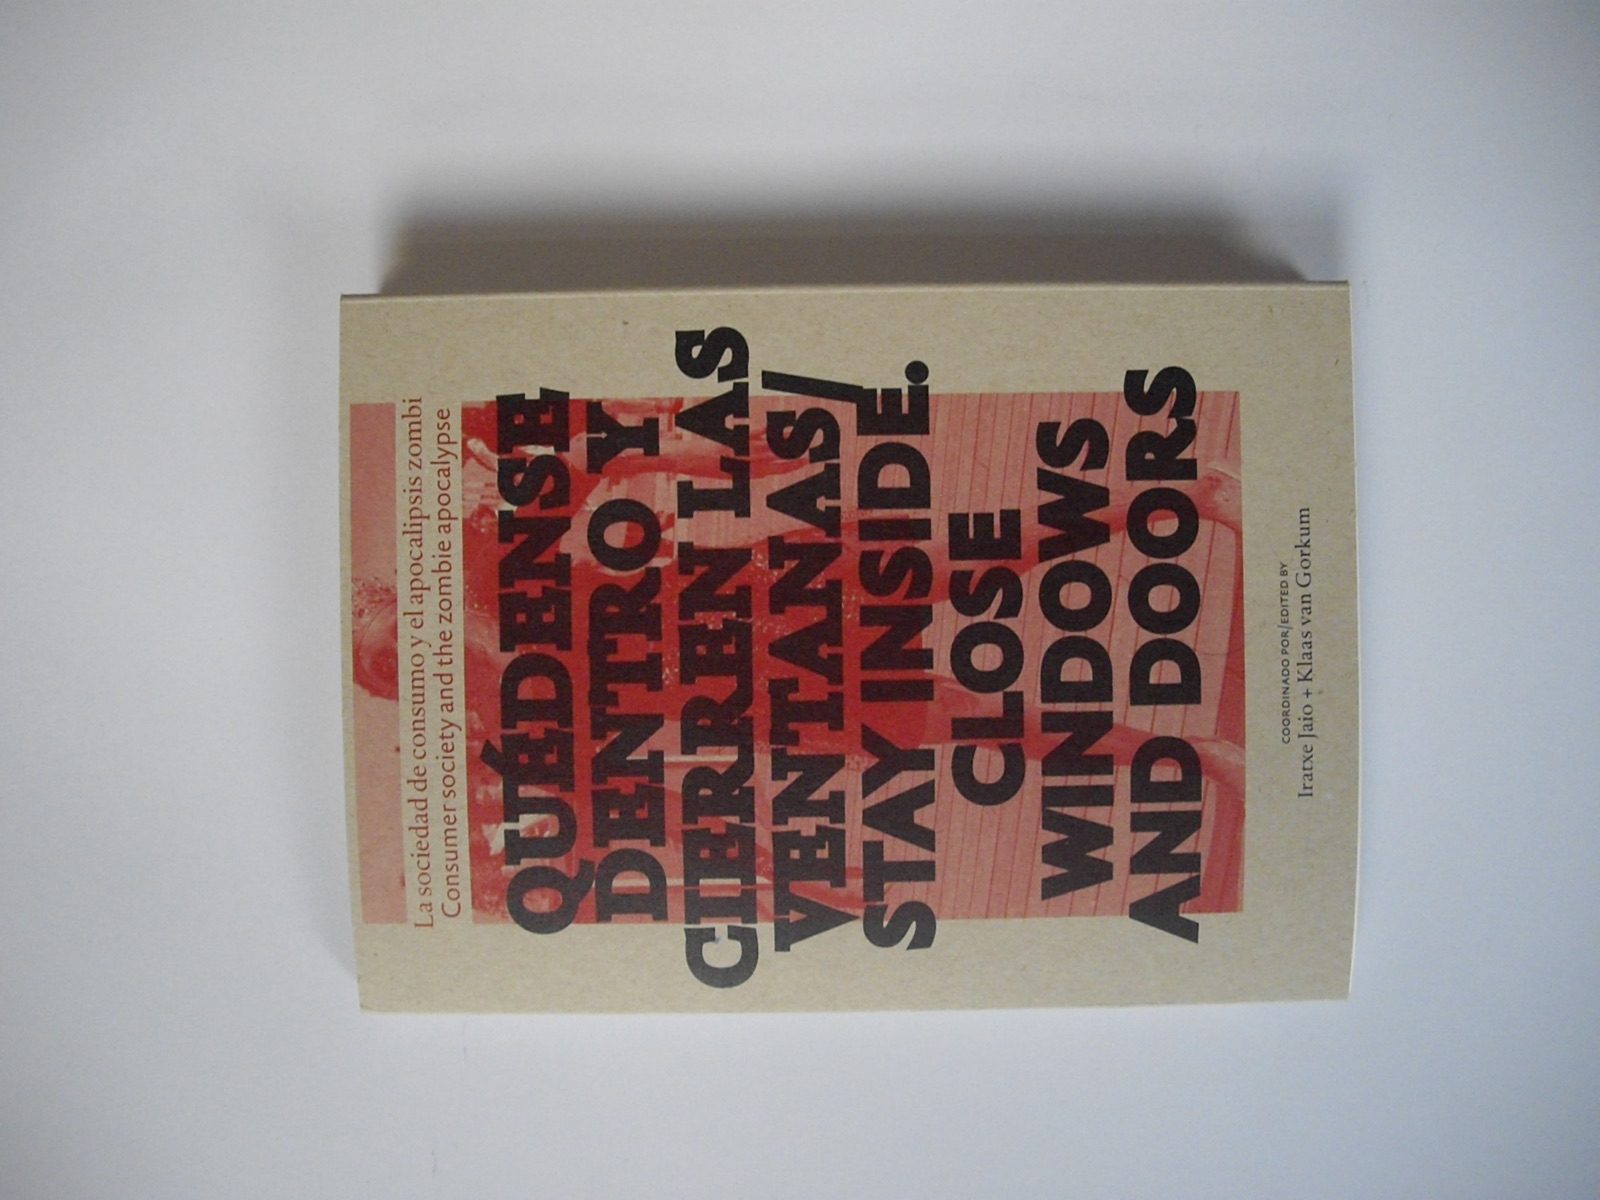 La sociedad de consumo y el apocalipsis zombi
Consumer society and the zombie apocalypse
QUÉDENSE
DENTRO Y
CIERREN LAS
VENTANAS/
STAY INSIDE.
CLOSE
WINDOWS
AND DOORS
COORDINADO POR/EDITED BY
Iratxe Jaio + Klaas van Gorkum